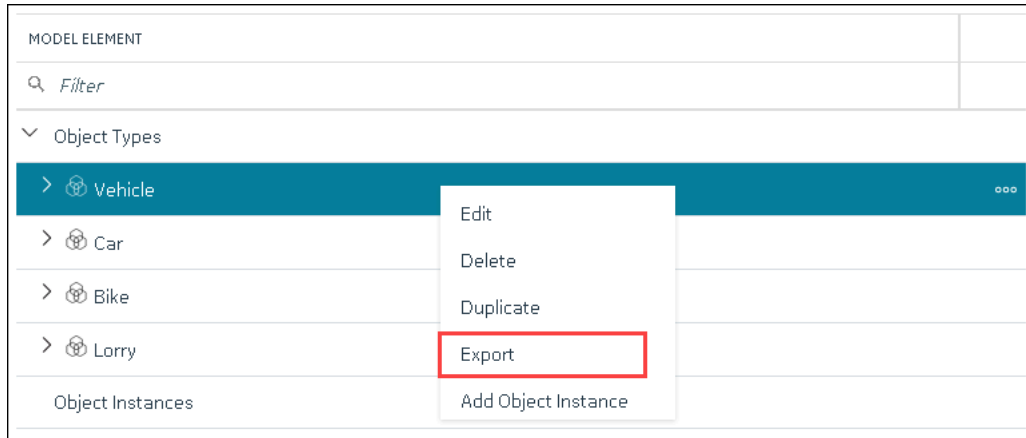 MODEL ELEMENT
Filter
Object Types
Vehicle
Edit
Car
Delete
Bike
Duplicate
Lorry
Export
Object Instances
Add Object Instance